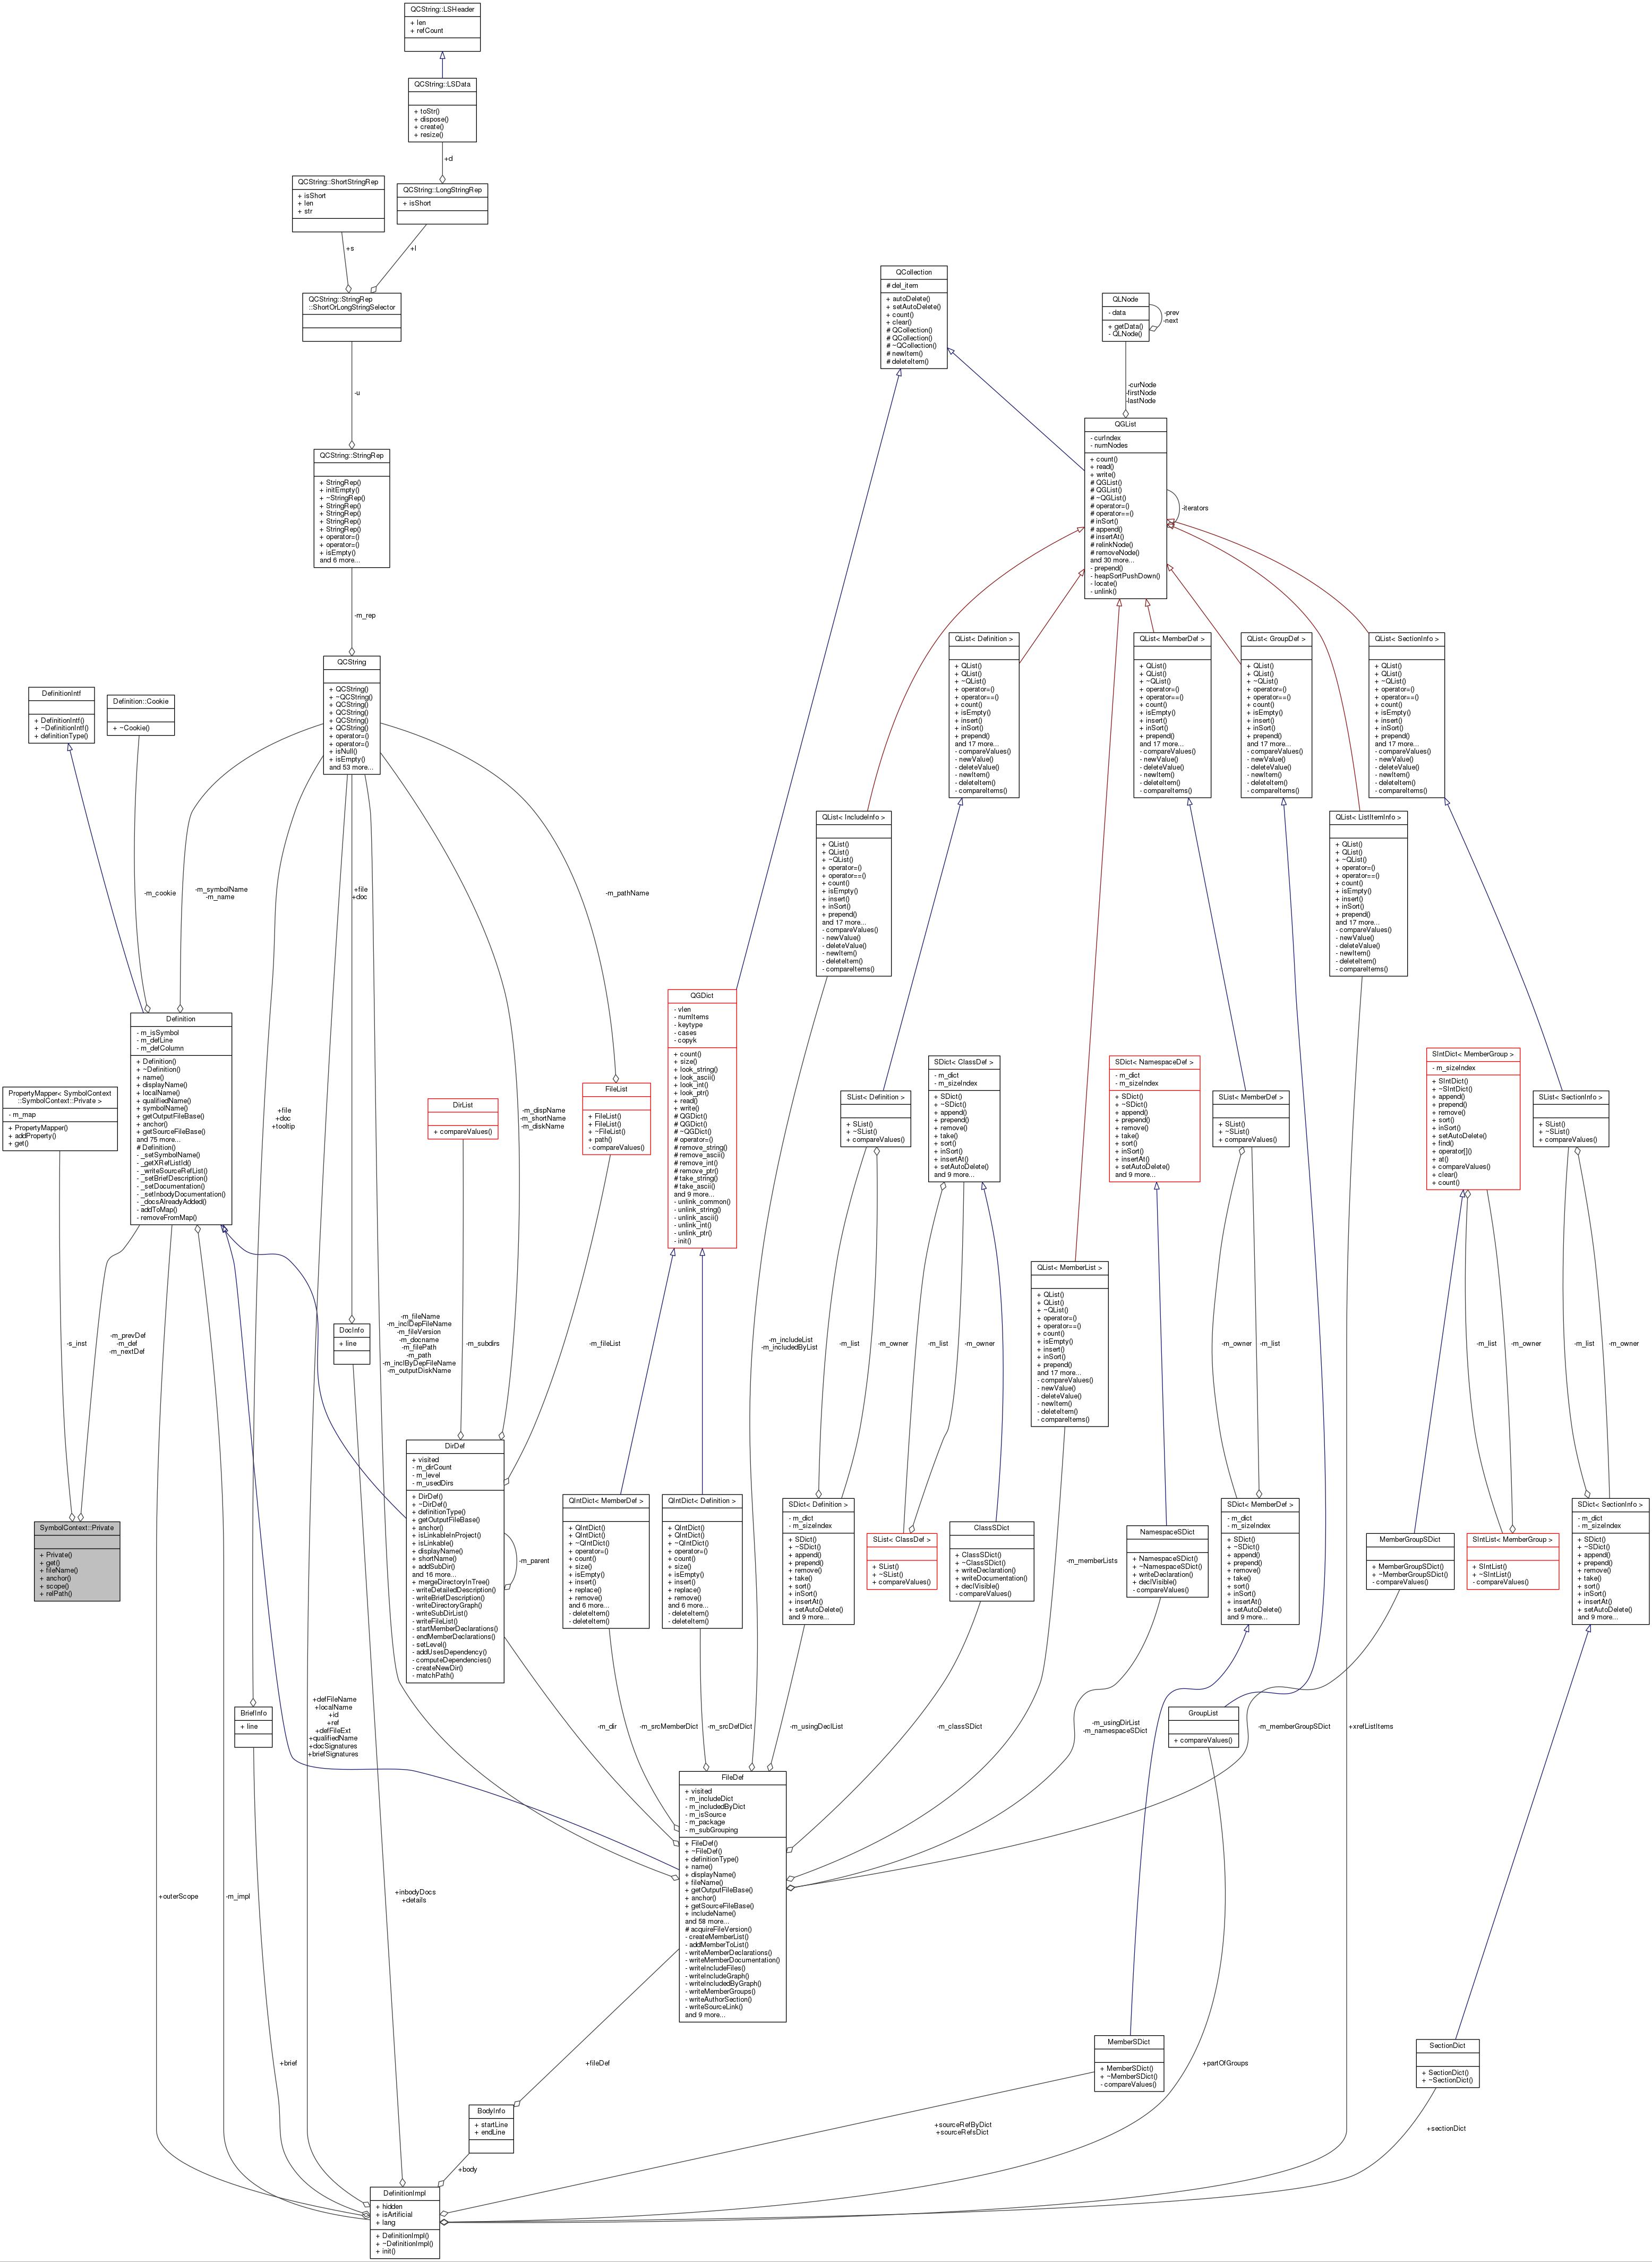 QCString::LSHeader
+ len
+ refCount
QCString::LSData
+ toStr()
+ dispose()
+ create()
+ resize()
+d
QCString::ShortStringRep
+ isShort
+ len
+ str
QCString::LongStringRep
+ isShort
+s
+l
QCString::StringRep
::ShortOrLongStringSelector
-u
QCString::StringRep
+ StringRep()
+ initEmpty()
+ ~StringRep()
+ StringRep()
+ StringRep()
+ StringRep()
+ StringRep()
+ operator=()
+ operator=()
+ isEmpty()
and 6 more...
-m_rep
QCString
+ QCString()
+ ~QCString()
+ QCString()
+ QCString()
+ QCString()
+ QCString()
+ operator=()
+ operator=()
+ isNull()
+ isEmpty()
and 53 more...
QCollection
# del_item
+ autoDelete()
+ setAutoDelete()
+ count()
+ clear()
# QCollection()
# QCollection()
# ~QCollection()
# newItem()
# deleteItem()
QLNode
- data
+ getData()
- QLNode()
-prev
-next
-curNode
-firstNode
-lastNode
QGList
- curIndex
- numNodes
+ count()
+ read()
+ write()
# QGList()
# QGList()
# ~QGList()
# operator=()
# operator==()
# inSort()
# append()
# insertAt()
# relinkNode()
# removeNode()
and 30 more...
- prepend()
- heapSortPushDown()
- locate()
- unlink()
-iterators
DefinitionIntf
+ DefinitionIntf()
+ ~DefinitionIntf()
+ definitionType()
Definition::Cookie
+ ~Cookie()
QList< Definition >
+ QList()
+ QList()
+ ~QList()
+ operator=()
+ operator==()
+ count()
+ isEmpty()
+ insert()
+ inSort()
+ prepend()
and 17 more...
- compareValues()
- newValue()
- deleteValue()
- newItem()
- deleteItem()
- compareItems()
QList< MemberDef >
+ QList()
+ QList()
+ ~QList()
+ operator=()
+ operator==()
+ count()
+ isEmpty()
+ insert()
+ inSort()
+ prepend()
and 17 more...
- compareValues()
- newValue()
- deleteValue()
- newItem()
- deleteItem()
- compareItems()
QList< GroupDef >
+ QList()
+ QList()
+ ~QList()
+ operator=()
+ operator==()
+ count()
+ isEmpty()
+ insert()
+ inSort()
+ prepend()
and 17 more...
- compareValues()
- newValue()
- deleteValue()
- newItem()
- deleteItem()
- compareItems()
QList< SectionInfo >
+ QList()
+ QList()
+ ~QList()
+ operator=()
+ operator==()
+ count()
+ isEmpty()
+ insert()
+ inSort()
+ prepend()
and 17 more...
- compareValues()
- newValue()
- deleteValue()
- newItem()
- deleteItem()
- compareItems()
QList< IncludeInfo >
+ QList()
+ QList()
+ ~QList()
+ operator=()
+ operator==()
+ count()
+ isEmpty()
+ insert()
+ inSort()
+ prepend()
and 17 more...
- compareValues()
- newValue()
- deleteValue()
- newItem()
- deleteItem()
- compareItems()
QList< ListItemInfo >
+ QList()
+ QList()
+ ~QList()
+ operator=()
+ operator==()
+ count()
+ isEmpty()
+ insert()
+ inSort()
+ prepend()
and 17 more...
- compareValues()
- newValue()
- deleteValue()
- newItem()
- deleteItem()
- compareItems()
-m_cookie
-m_symbolName
-m_name
+file
+doc
-m_pathName
Definition
- m_isSymbol
- m_defLine
- m_defColumn
+ Definition()
+ ~Definition()
+ name()
+ displayName()
+ localName()
+ qualifiedName()
+ symbolName()
+ getOutputFileBase()
+ anchor()
+ getSourceFileBase()
and 75 more...
# Definition()
- _setSymbolName()
- _getXRefListId()
- _writeSourceRefList()
- _setBriefDescription()
- _setDocumentation()
- _setInbodyDocumentation()
- _docsAlreadyAdded()
- addToMap()
- removeFromMap()
PropertyMapper< SymbolContext
::SymbolContext::Private >
- m_map
+ PropertyMapper()
+ addProperty()
+ get()
+file
+doc
+tooltip
DirList
+ compareValues()
-m_dispName
-m_shortName
-m_diskName
FileList
+ FileList()
+ FileList()
+ ~FileList()
+ path()
- compareValues()
QGDict
- vlen
- numItems
- keytype
- cases
- copyk
+ count()
+ size()
+ look_string()
+ look_ascii()
+ look_int()
+ look_ptr()
+ read()
+ write()
# QGDict()
# QGDict()
# ~QGDict()
# operator=()
# remove_string()
# remove_ascii()
# remove_int()
# remove_ptr()
# take_string()
# take_ascii()
and 9 more...
- unlink_common()
- unlink_string()
- unlink_ascii()
- unlink_int()
- unlink_ptr()
- init()
SList< Definition >
+ SList()
+ ~SList()
+ compareValues()
SDict< ClassDef >
- m_dict
- m_sizeIndex
+ SDict()
+ ~SDict()
+ append()
+ prepend()
+ remove()
+ take()
+ sort()
+ inSort()
+ insertAt()
+ setAutoDelete()
and 9 more...
SDict< NamespaceDef >
- m_dict
- m_sizeIndex
+ SDict()
+ ~SDict()
+ append()
+ prepend()
+ remove()
+ take()
+ sort()
+ inSort()
+ insertAt()
+ setAutoDelete()
and 9 more...
SList< MemberDef >
+ SList()
+ ~SList()
+ compareValues()
SIntDict< MemberGroup >
- m_sizeIndex
+ SIntDict()
+ ~SIntDict()
+ append()
+ prepend()
+ remove()
+ sort()
+ inSort()
+ setAutoDelete()
+ find()
+ operator[]()
+ at()
+ compareValues()
+ clear()
+ count()
SList< SectionInfo >
+ SList()
+ ~SList()
+ compareValues()
QList< MemberList >
+ QList()
+ QList()
+ ~QList()
+ operator=()
+ operator==()
+ count()
+ isEmpty()
+ insert()
+ inSort()
+ prepend()
and 17 more...
- compareValues()
- newValue()
- deleteValue()
- newItem()
- deleteItem()
- compareItems()
-s_inst
-m_prevDef
-m_def
-m_nextDef
DocInfo
+ line
-m_fileName
-m_inclDepFileName
-m_fileVersion
-m_docname
-m_filePath
-m_path
-m_inclByDepFileName
-m_outputDiskName
-m_subdirs
-m_fileList
-m_includeList
-m_includedByList
-m_list
-m_owner
-m_list
-m_owner
-m_owner
-m_list
-m_list
-m_owner
-m_list
-m_owner
SymbolContext::Private
+ Private()
+ get()
+ fileName()
+ anchor()
+ scope()
+ relPath()
DirDef
+ visited
- m_dirCount
- m_level
- m_usedDirs
+ DirDef()
+ ~DirDef()
+ definitionType()
+ getOutputFileBase()
+ anchor()
+ isLinkableInProject()
+ isLinkable()
+ displayName()
+ shortName()
+ addSubDir()
and 16 more...
+ mergeDirectoryInTree()
- writeDetailedDescription()
- writeBriefDescription()
- writeDirectoryGraph()
- writeSubDirList()
- writeFileList()
- startMemberDeclarations()
- endMemberDeclarations()
- setLevel()
- addUsesDependency()
- computeDependencies()
- createNewDir()
- matchPath()
-m_parent
QIntDict< MemberDef >
+ QIntDict()
+ QIntDict()
+ ~QIntDict()
+ operator=()
+ count()
+ size()
+ isEmpty()
+ insert()
+ replace()
+ remove()
and 6 more...
- deleteItem()
- deleteItem()
QIntDict< Definition >
+ QIntDict()
+ QIntDict()
+ ~QIntDict()
+ operator=()
+ count()
+ size()
+ isEmpty()
+ insert()
+ replace()
+ remove()
and 6 more...
- deleteItem()
- deleteItem()
SDict< Definition >
- m_dict
- m_sizeIndex
+ SDict()
+ ~SDict()
+ append()
+ prepend()
+ remove()
+ take()
+ sort()
+ inSort()
+ insertAt()
+ setAutoDelete()
and 9 more...
SList< ClassDef >
+ SList()
+ ~SList()
+ compareValues()
ClassSDict
+ ClassSDict()
+ ~ClassSDict()
+ writeDeclaration()
+ writeDocumentation()
+ declVisible()
- compareValues()
-m_memberLists
NamespaceSDict
+ NamespaceSDict()
+ ~NamespaceSDict()
+ writeDeclaration()
+ declVisible()
- compareValues()
SDict< MemberDef >
- m_dict
- m_sizeIndex
+ SDict()
+ ~SDict()
+ append()
+ prepend()
+ remove()
+ take()
+ sort()
+ inSort()
+ insertAt()
+ setAutoDelete()
and 9 more...
MemberGroupSDict
+ MemberGroupSDict()
+ ~MemberGroupSDict()
- compareValues()
SIntList< MemberGroup >
+ SIntList()
+ ~SIntList()
- compareValues()
SDict< SectionInfo >
- m_dict
- m_sizeIndex
+ SDict()
+ ~SDict()
+ append()
+ prepend()
+ remove()
+ take()
+ sort()
+ inSort()
+ insertAt()
+ setAutoDelete()
and 9 more...
BriefInfo
+ line
+defFileName
+localName
+id
+ref
+defFileExt
+qualifiedName
+docSignatures
+briefSignatures
-m_dir
-m_srcMemberDict
-m_srcDefDict
-m_usingDeclList
-m_classSDict
-m_usingDirList
-m_namespaceSDict
GroupList
+ compareValues()
-m_memberGroupSDict
+xrefListItems
FileDef
+ visited
- m_includeDict
- m_includedByDict
- m_isSource
- m_package
- m_subGrouping
+ FileDef()
+ ~FileDef()
+ definitionType()
+ name()
+ displayName()
+ fileName()
+ getOutputFileBase()
+ anchor()
+ getSourceFileBase()
+ includeName()
and 58 more...
# acquireFileVersion()
- createMemberList()
- addMemberToList()
- writeMemberDeclarations()
- writeMemberDocumentation()
- writeIncludeFiles()
- writeIncludeGraph()
- writeIncludedByGraph()
- writeMemberGroups()
- writeAuthorSection()
- writeSourceLink()
and 9 more...
+outerScope
-m_impl
+inbodyDocs
+details
+brief
+fileDef
MemberSDict
+ MemberSDict()
+ ~MemberSDict()
- compareValues()
+partOfGroups
SectionDict
+ SectionDict()
+ ~SectionDict()
BodyInfo
+ startLine
+ endLine
+sourceRefByDict
+sourceRefsDict
+sectionDict
+body
DefinitionImpl
+ hidden
+ isArtificial
+ lang
+ DefinitionImpl()
+ ~DefinitionImpl()
+ init()